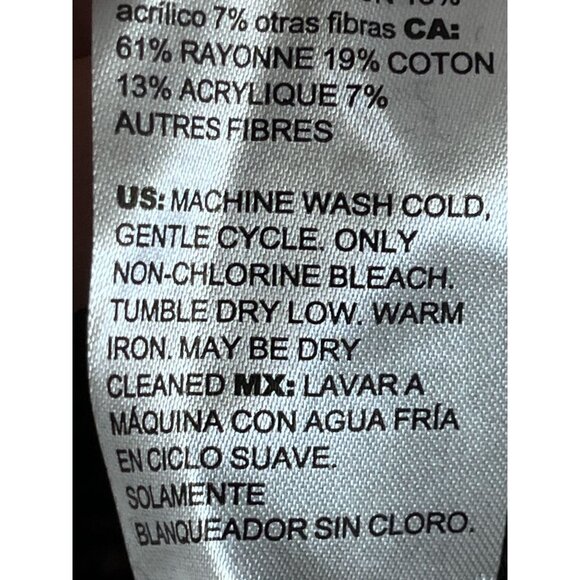 acrílico 7% otras fibras CA:
61% RAYONNE 19% COTON
13% ACRYLIQUE 7%
AUTRES FIBRES
US: MACHINE WASH COLD,
GENTLE CYCLE. ONLY
NON-CHLORINE BLEACH.
TUMBLE DRY LOW. WARM
IRON. MAY BE DRY
CLEANED MX: LAVAR A
MÁQUINA CON AGUA FRÍA
EN CICLO SUAVE.
SOLAMENTE
BLANQUEADOR SIN CLORO.